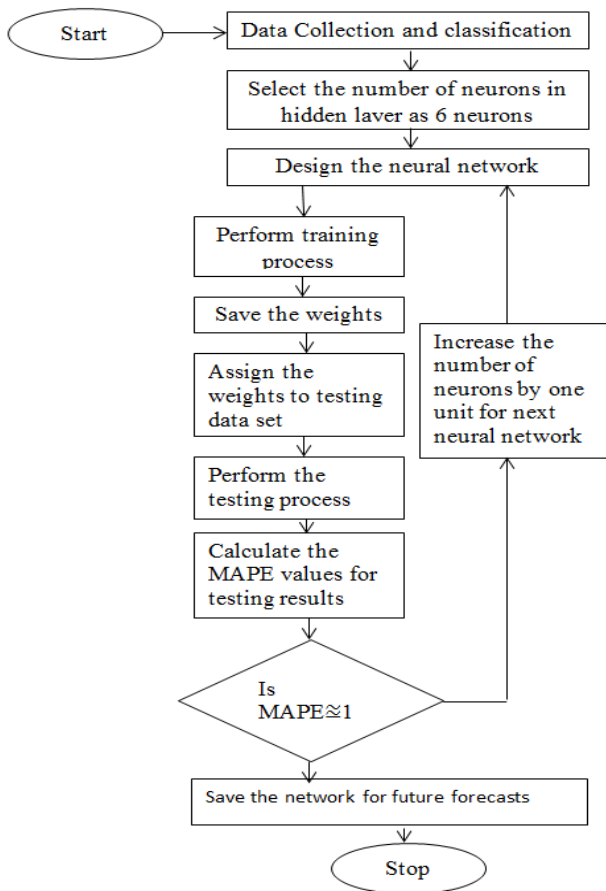 Start
Data Collection and classification
Select the number of neurons in
hidden laver as 6 neurons
Design the neural network
Perform training
process
Save the weights
Assign the
weights to testing
data set
Perform the
testing process
Calculate the
MAPE values for
testing results
Is
MAPE≅1
Increase the
number of
neurons by one
unit for next
neural network
Save the network for future forecasts
Stop